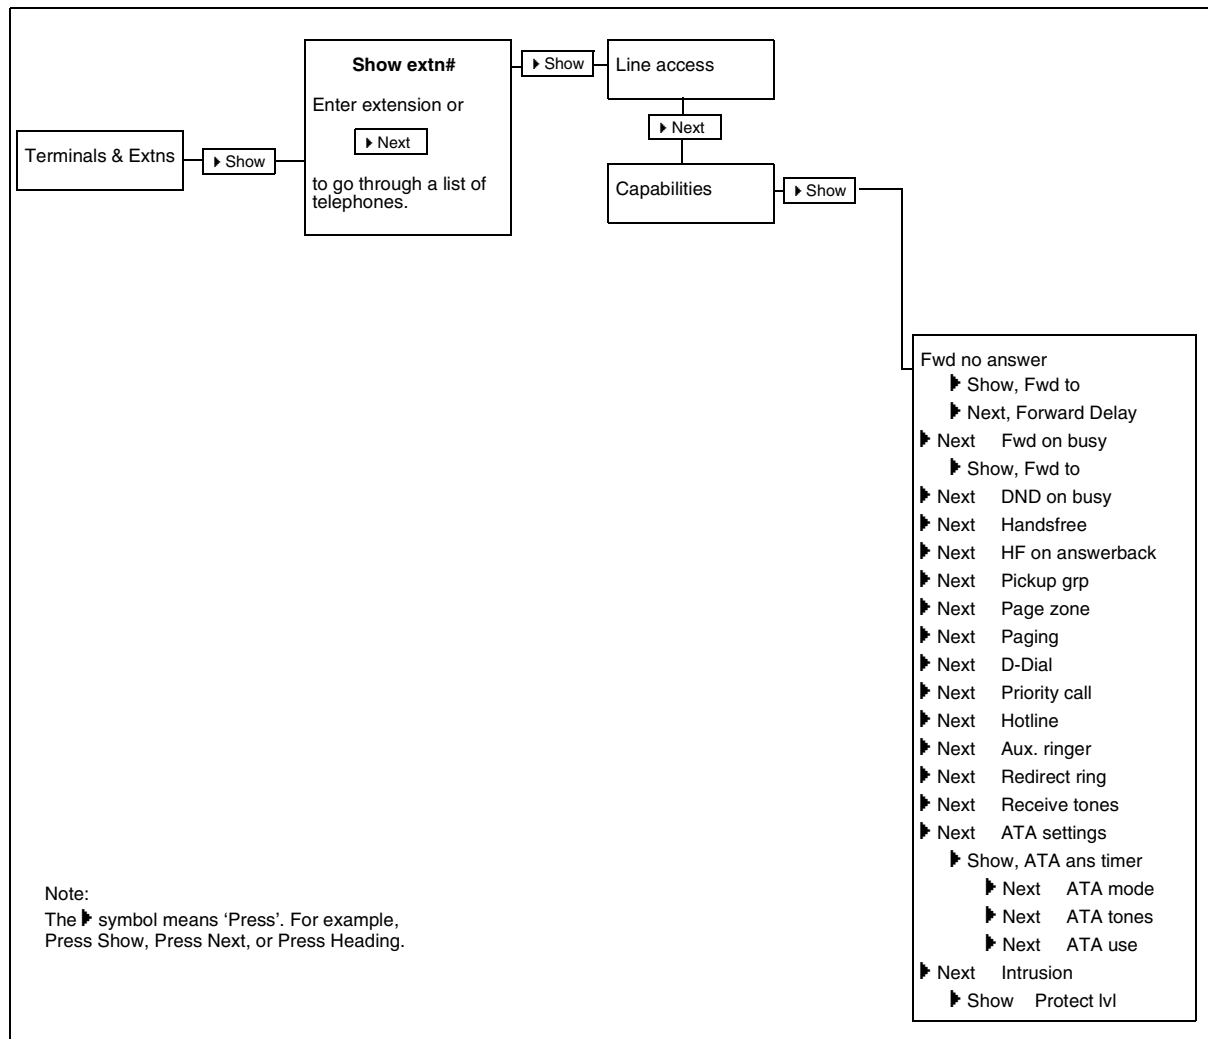 Terminals & Extns
Show
Show extn#
Enter extension or
Next
to go through a list of
telephones.
Show
Line access
Next
Capabilities
Show
Fwd no answer
Show, Fwd to
Next, Forward Delay
Next Fwd on busy
Show, Fwd to
Next DND on busy
Next Handsfree
Next HF on answerback
Next Pickup grp
Next Page zone
Next Paging
Next D-Dial
Next Priority call
Next Hotline
Next Aux. ringer
Next Redirect ring
Next Receive tones
Next ATA settings
Show, ATA ans timer
Next ATA mode
Next ATA tones
Next ATA use
Next Intrusion
Show Protect lvl
Note:
The symbol means ‘Press’. For example,
Press Show, Press Next, or Press Heading.